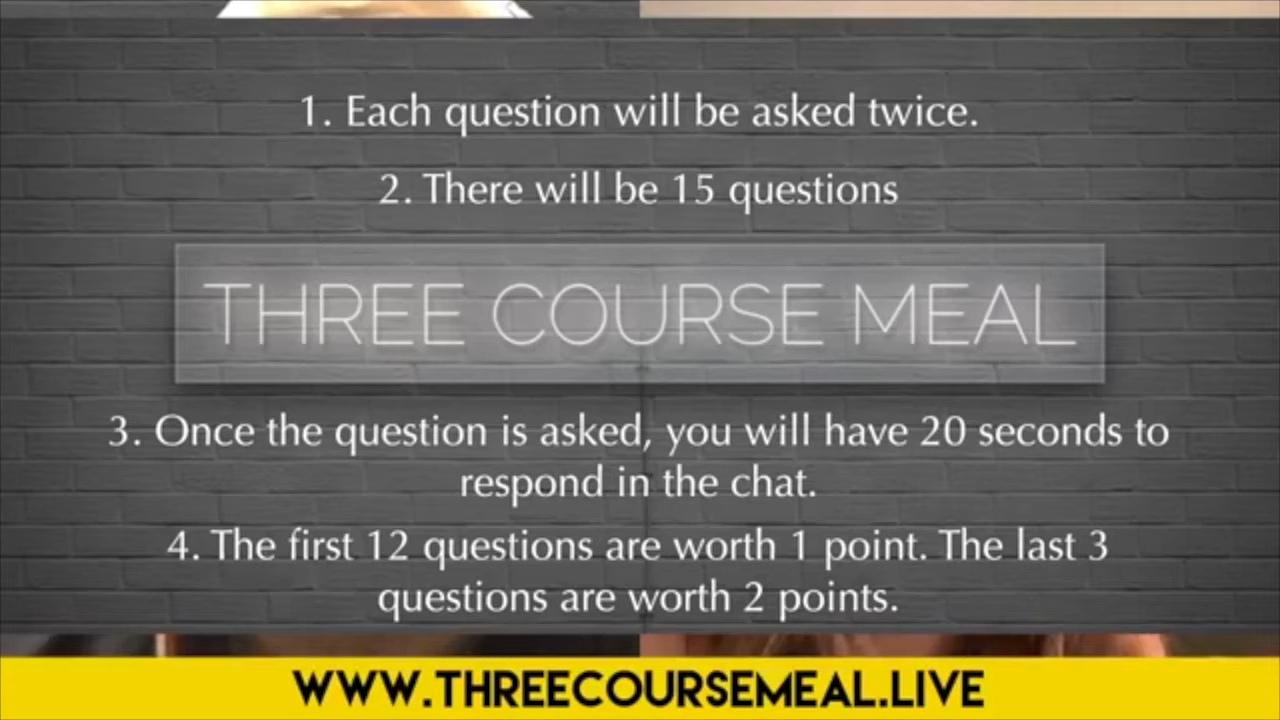 1. Each question will be asked twice.
2. There will be 15 questions
THREE COURSE MEAL
3. Once the question is asked, you will have 20 seconds to
respond in the chat.
4. The first 12 questions are worth 1 point. The last 3
questions are worth 2 points.
WWW.THREECOURSEMEAL.LIVE